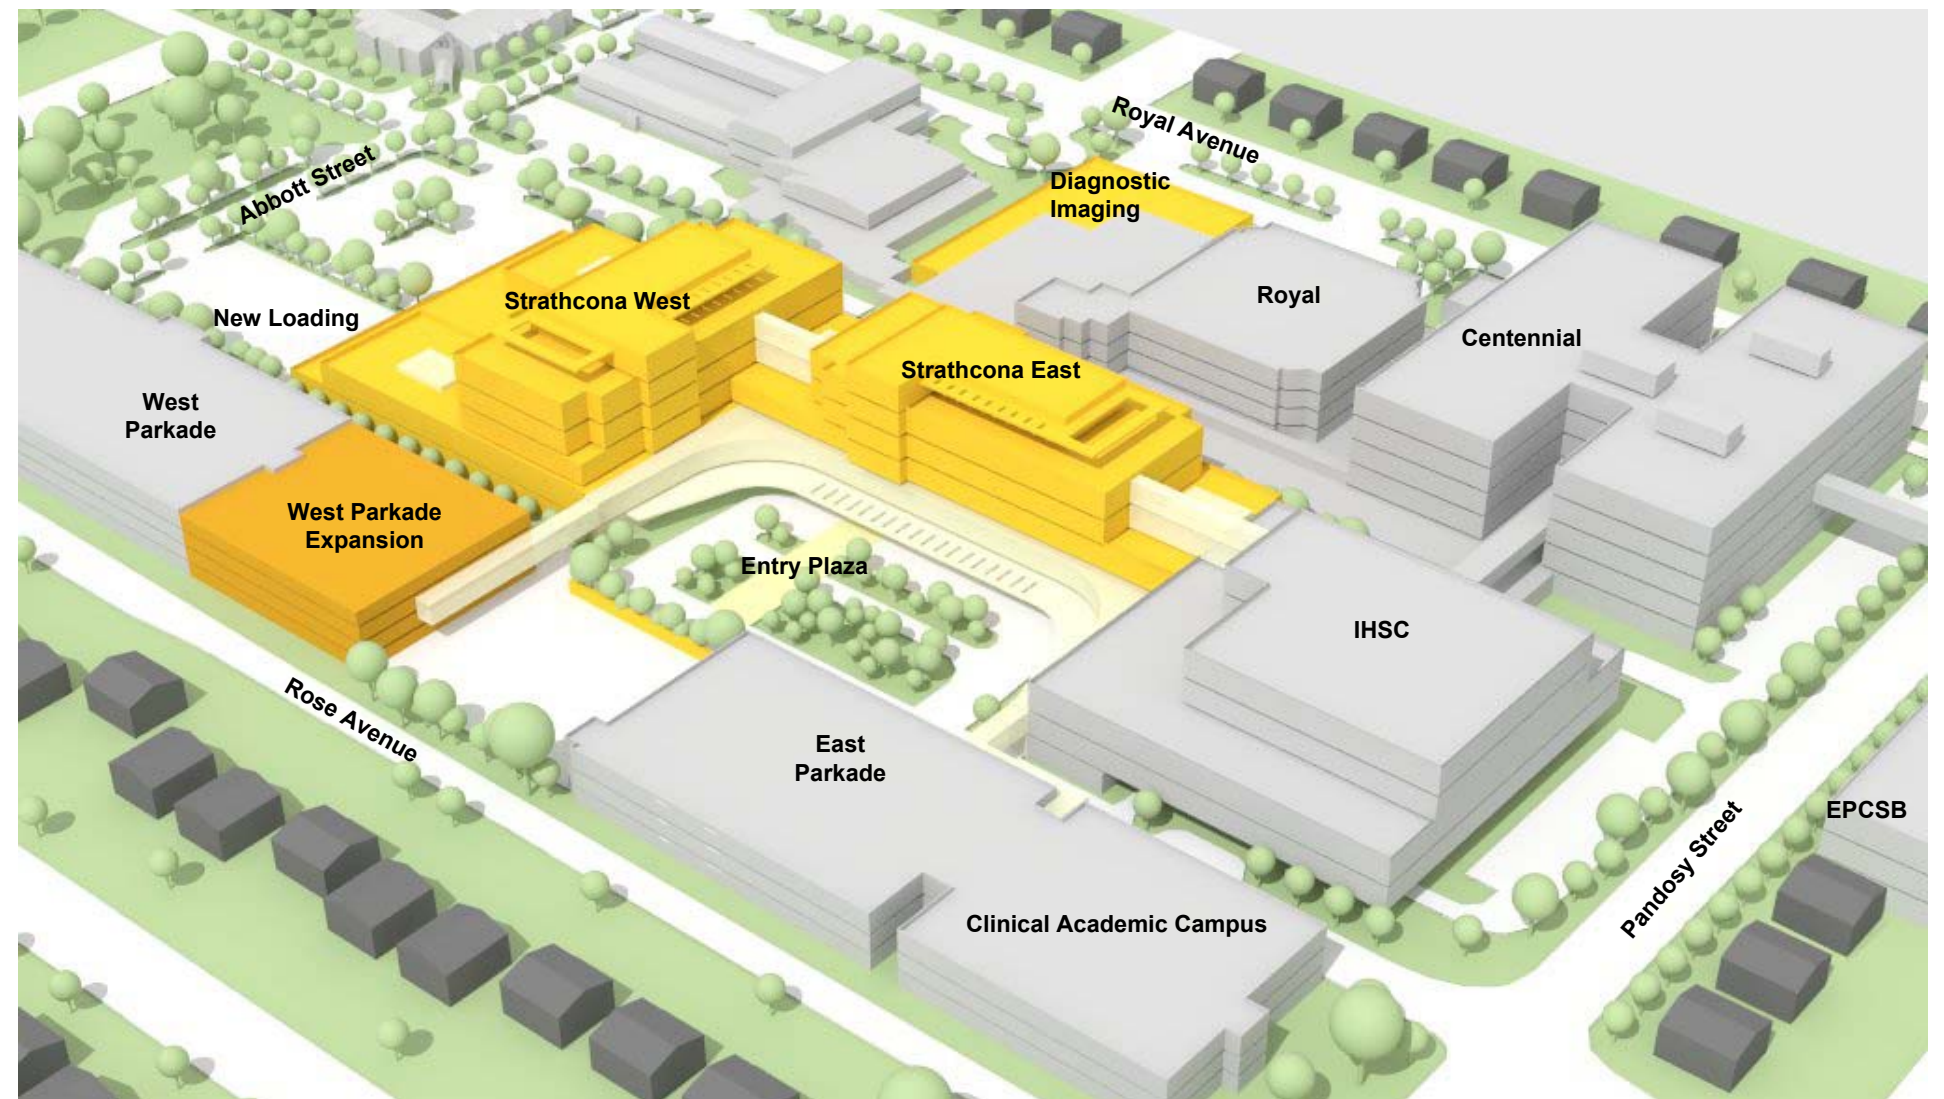 Royal Avenue
Abbott Street
Diagnostic
Imaging
Strathcona West
Royal
New Loading
Centennial
Strathcona East
West
Parkade
West Parkade
Expansion
Entry Plaza
IHSC
Rose Avenue
East
Parkade
EPCSB
Pandosy Street
Clinical Academic Campus